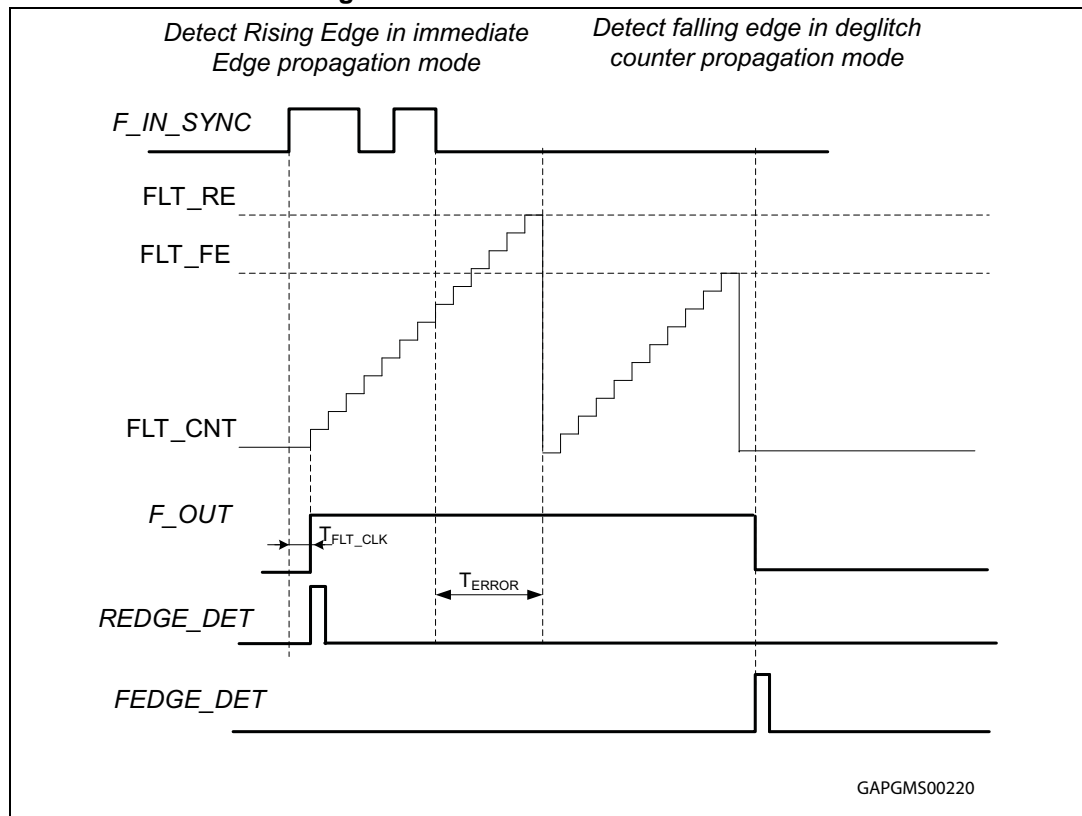 Detect Rising Edge in immediate
Edge propagation mode
Detect falling edge in deglitch
counter propagation mode
F_IN_SYNC
FLT_RE
FLT_FE
FLT_CNT
F_OUT
TFLT_CLK
TERROR
REDGE_DET
FEDGE_DET
GAPGMS00220